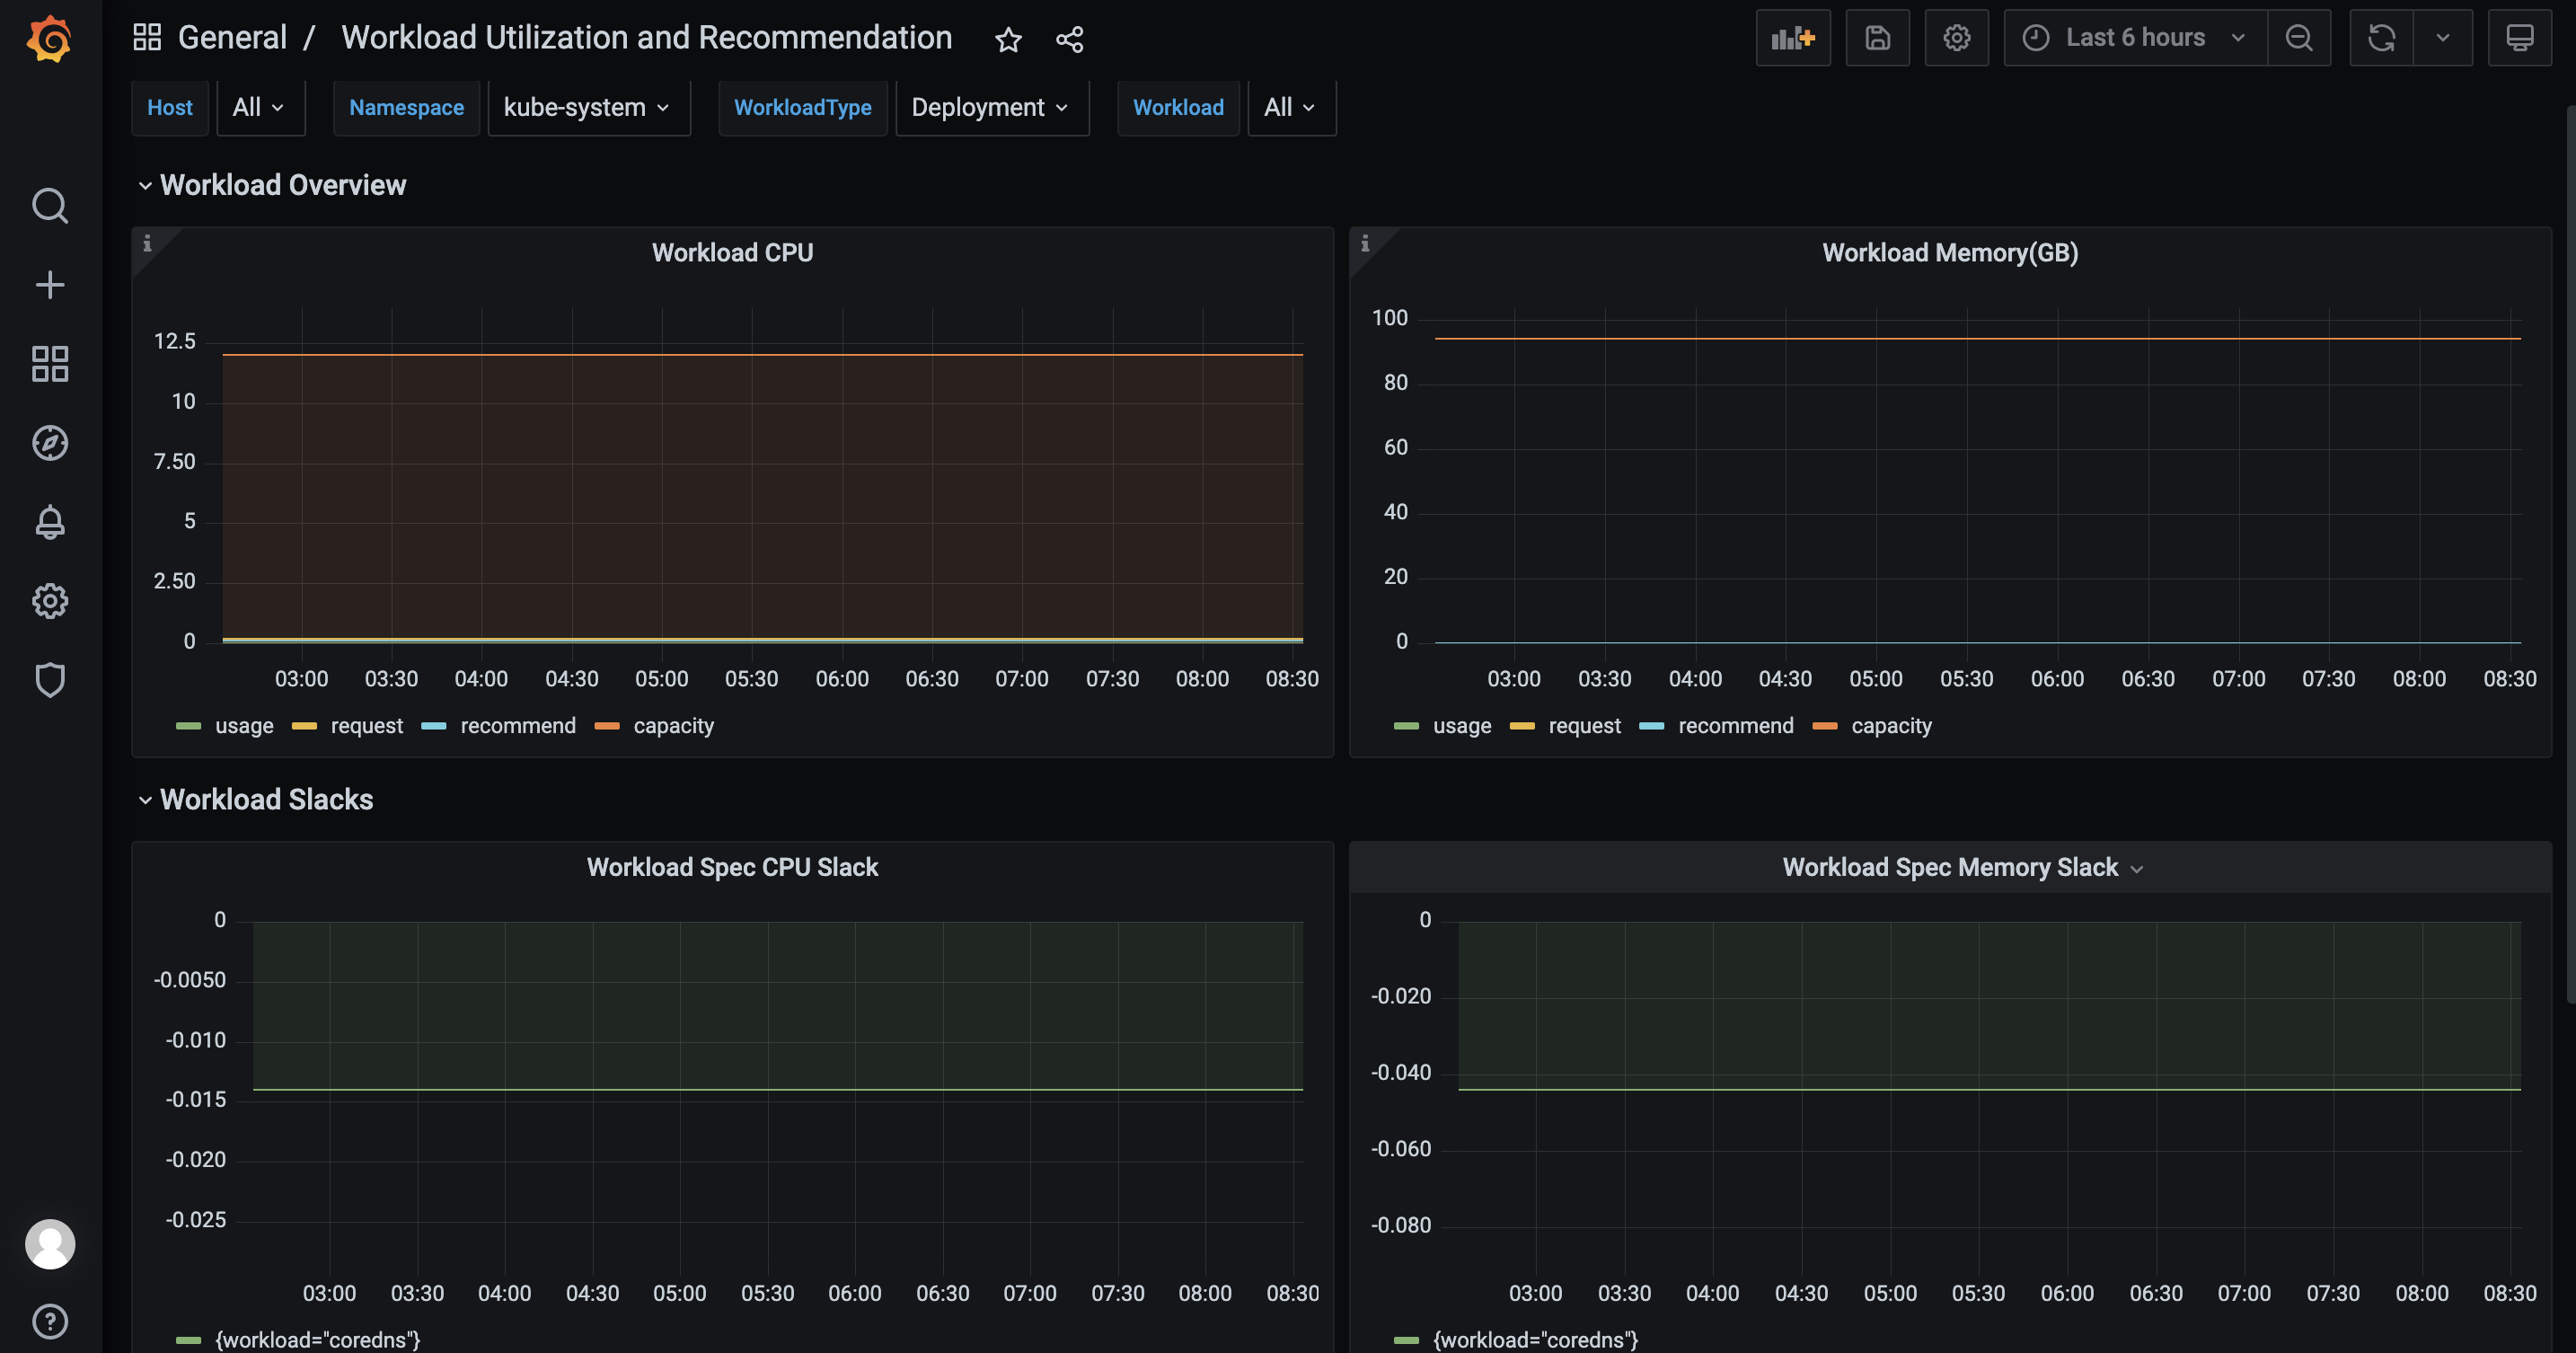 General / Workload Utilization and Recommendation
Last 6 hours
Host All Namespace kube-system WorkloadType Deployment Workload All
Workload Overview
i
Workload CPU
12.5
10
7.50
5
2.50
0
03:00 03:30 04:00 04:30 05:00 05:30 06:00 06:30 07:00 07:30 08:00 08:30
usage request recommend capacity
i
Workload Memory(GB)
100
80
60
40
20
0
03:00 03:30 04:00 04:30 05:00 05:30 06:00 06:30 07:00 07:30 08:00 08:30
usage request recommend capacity
Workload Slacks
Workload Spec CPU Slack
0
-0.0050
-0.010
-0.015
-0.020
-0.025
03:00 03:30 04:00 04:30 05:00 05:30 06:00 06:30 07:00 07:30 08:00 08:30
{workload="coredns"}
Workload Spec Memory Slack
0
-0.020
-0.040
-0.060
-0.080
03:00 03:30 04:00 04:30 05:00 05:30 06:00 06:30 07:00 07:30 08:00 08:30
{workload="coredns"}